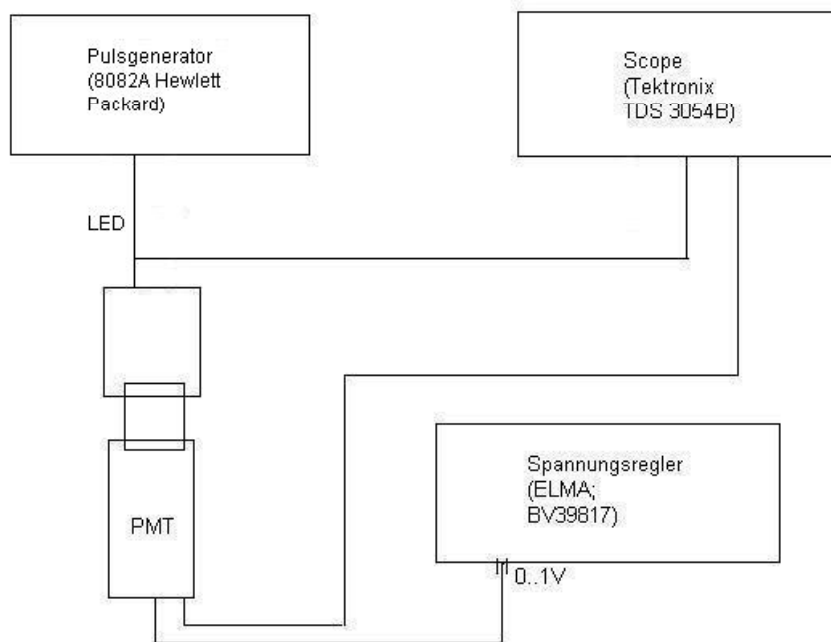 Pulsgenerator
(8082A Hewlett
Packard)
Scope
(Tektronix
TDS 3054B)
LED
Spannungsregler
(ELMA;
BV39817)
PMT
0..1V